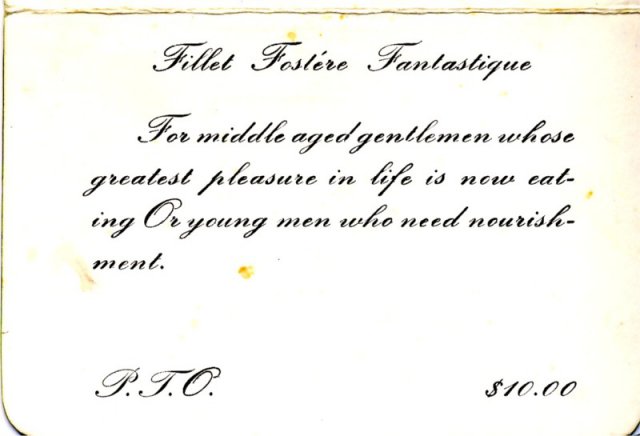 Fillet Fostére Fantastique
For middle aged gentlemen whose
greatest pleasure in life is now eat-
ing Or young men who need nourish-
ment.
P.T.O. $10.00